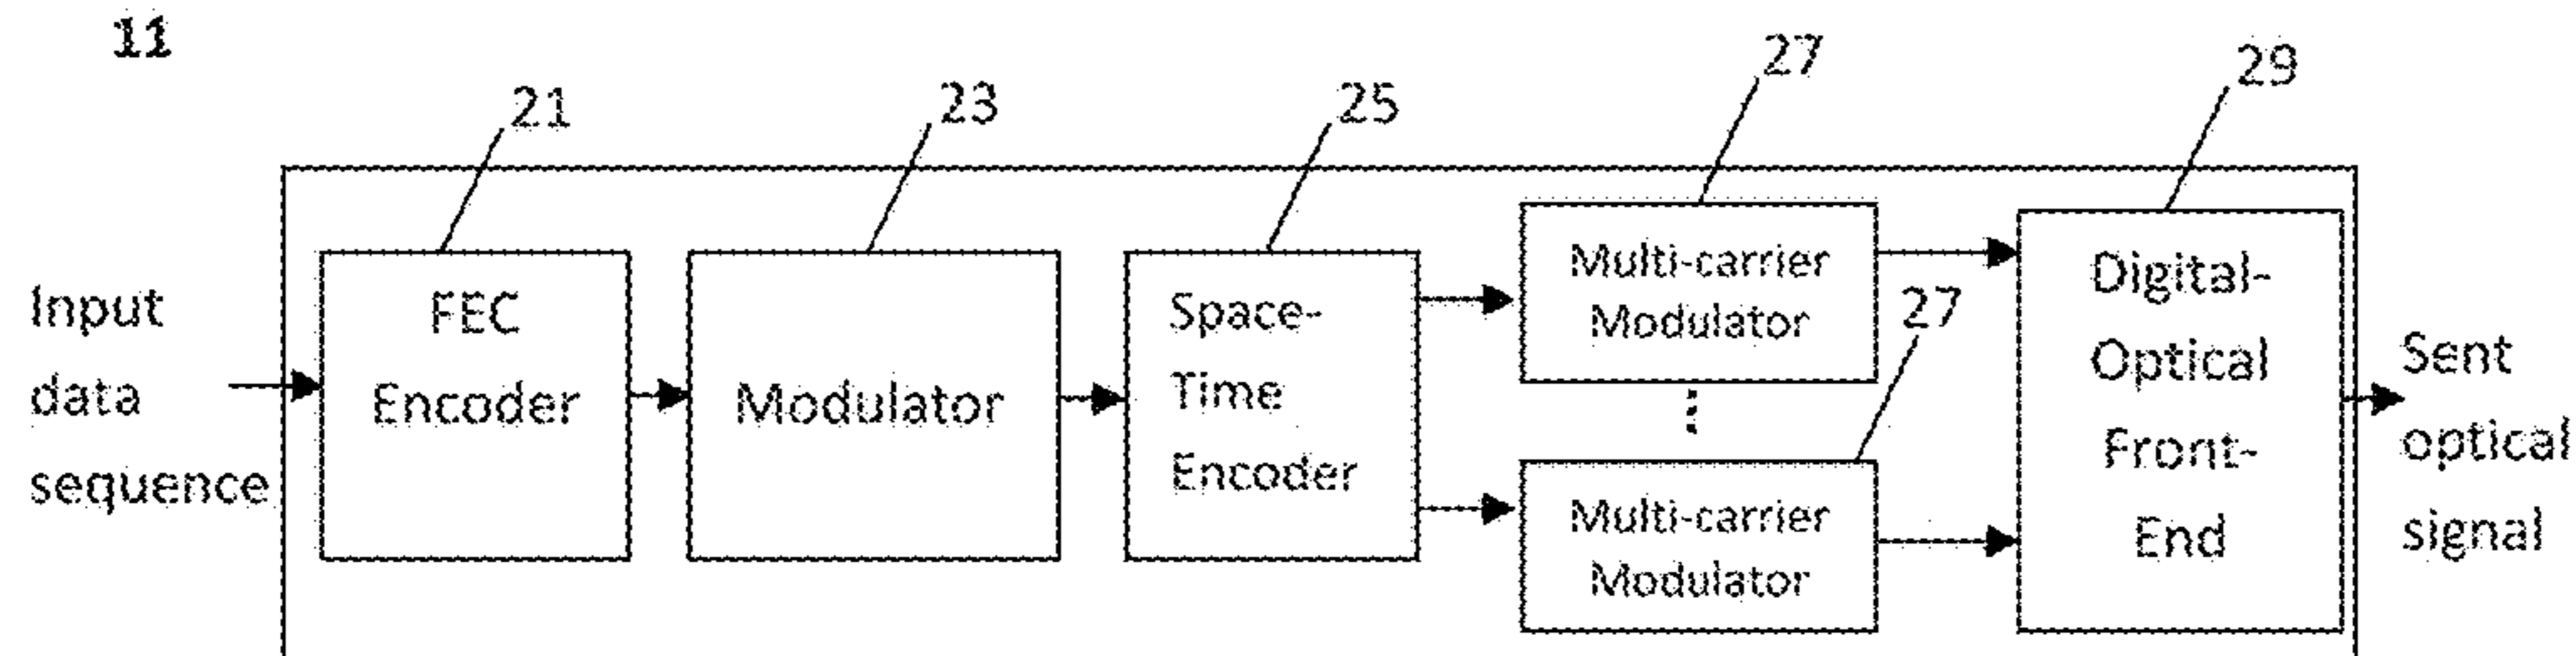 11
21
23
25
27
29
Input
data
sequence
FEC
Encoder
Modulator
Space-
Time
Encoder
Multi-carrier
Modulator
27
Multi-carrier
Modulator
Digital-
Optical
Front-
End
Sent
optical
signal